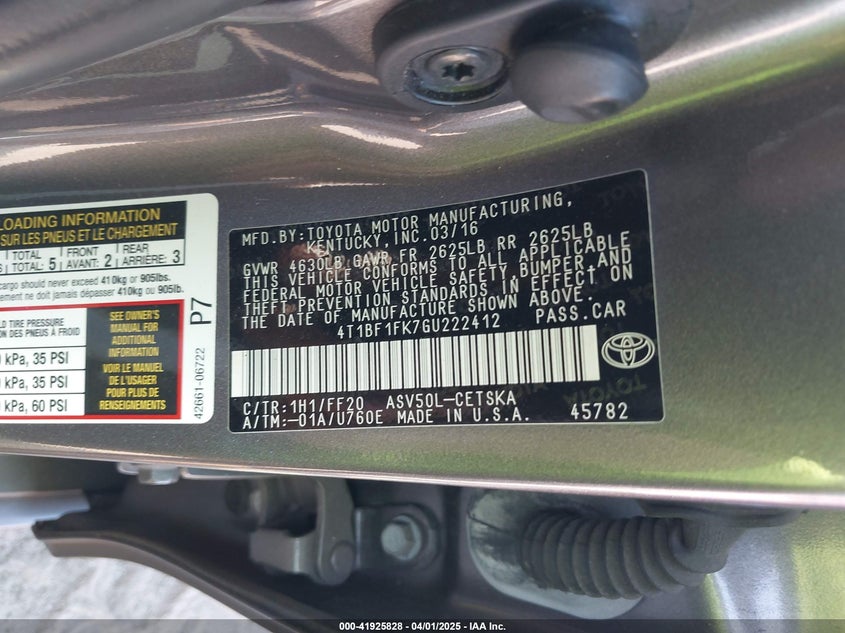 LOADING INFORMATION
SUR LES PNEUS ET LE CHARGEMENT
TOTAL 5 FRONT AVANT: 2 REAR ARRIÈRE: 3
cargo should never exceed 410kg or 905lbs.
ne doit jamais dépasser 410kg ou 905lb.
TIRE PRESSURE
DES PNEUS À FROID
kPa, 35 PSI
kPa, 35 PSI
kPa, 60 PSI
SEE OWNER'S
MANUAL FOR
ADDITIONAL
INFORMATION
VOIR LE MANUEL
DE L'USAGER
POUR PLUS DE
RENSEIGNEMENTS
42661-06722
P7
MFD.BY:TOYOTA MOTOR MANUFACTURING,
KENTUCKY,INC.03/16
GVWR 4630LB GAWR FR 2625LB RR 2625LB
THIS VEHICLE CONFORMS TO ALL APPLICABLE
FEDERAL MOTOR VEHICLE SAFETY,BUMPER AND
THEFT PREVENTION STANDARDS IN EFFECT ON
THE DATE OF MANUFACTURE SHOWN ABOVE.
4T1BF1FK7GU222412 PASS.CAR
C/TR:1H1/FF20 ASV50L-CETSKA
A/TM:-01A/U760E MADE IN U.S.A. 45782
TOYOTA
000-41925828 - 04/01/2025 - IAA Inc.